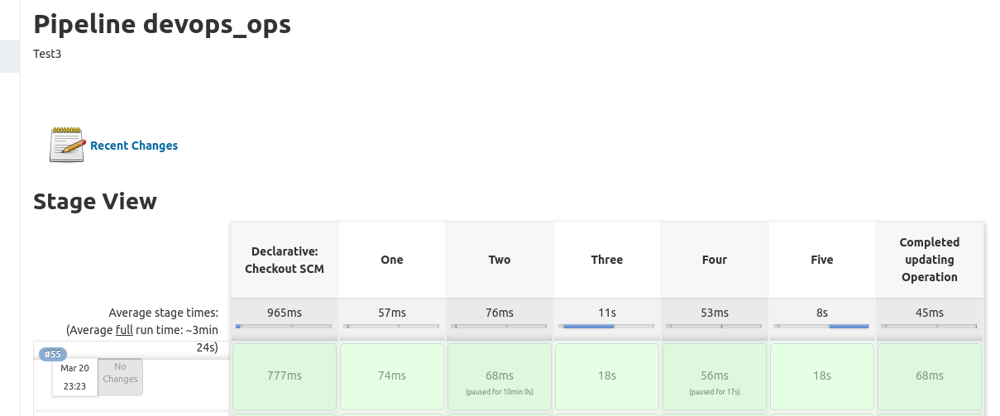 Pipeline devops_ops
Test3
Recent Changes
Stage View
Declarative:
Checkout SCM
One
Two
Three
Four
Five
Completed
updating
Operation
Average stage times:
(Average full run time: ~3min
24s)
965ms
57ms
76ms
11s
53ms
8s
45ms
#55
Mar 20
23:23
No
Changes
777ms
74ms
68ms
(paused for 10min 0s)
18s
56ms
(paused for 17s)
18s
68ms